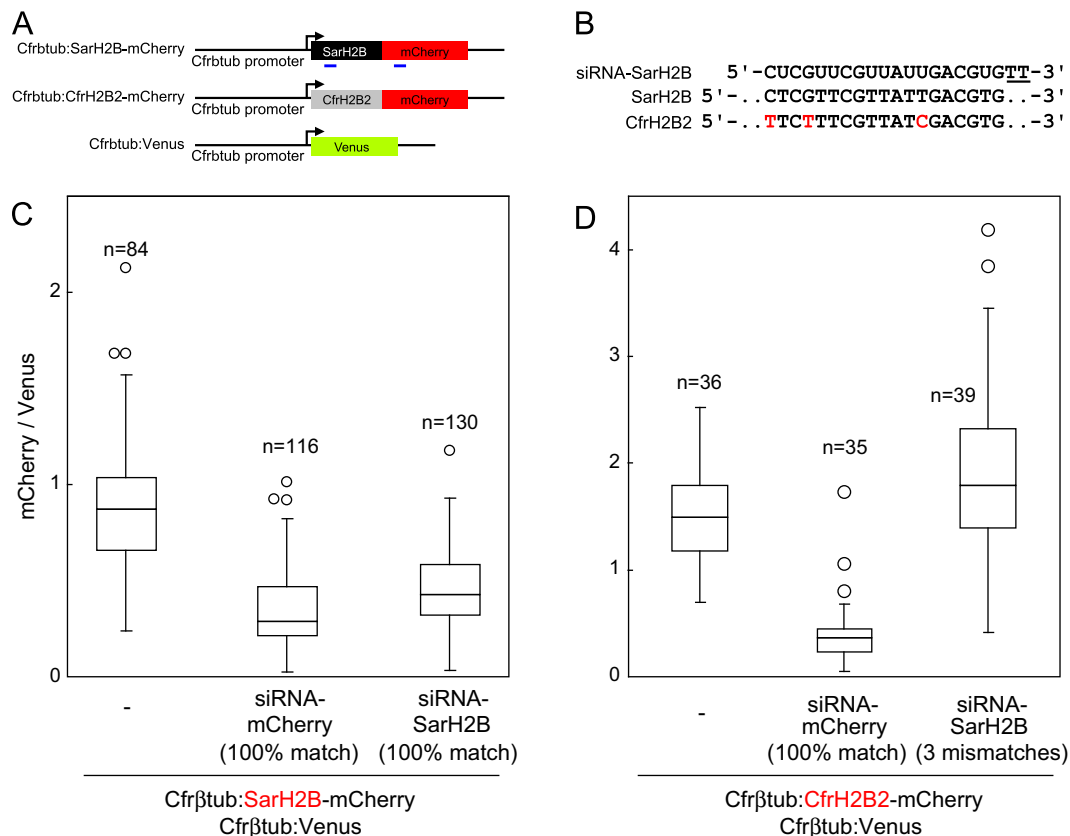 A
Cfrbtub:SarH2B-mCherry
SarH2B
mCherry
Cfrbtub promoter
Cfrbtub:CfrH2B2-mCherry
CfrH2B2
mCherry
Cfrbtub promoter
Cfrbtub:Venus
Venus
Cfrbtub promoter
B
siRNA-SarH2B 5'-CUCGUUCGUUAUUGACGUGTT-3'
SarH2B 5'-..CTCGTTCGTTATTGACGTG..-3'
CfrH2B2 5'-..TTCTTTCGTTATCGACGTG..-3'
C
mCherry / Venus
2
1
0
n=84
n=116
n=130
-
siRNA-
mCherry
(100% match)
siRNA-
SarH2B
(100% match)
Cfrβtub:SarH2B-mCherry
Cfrβtub:Venus
D
4
3
2
1
0
n=36
n=35
n=39
-
siRNA-
mCherry
(100% match)
siRNA-
SarH2B
(3 mismatches)
Cfrβtub:CfrH2B2-mCherry
Cfrβtub:Venus